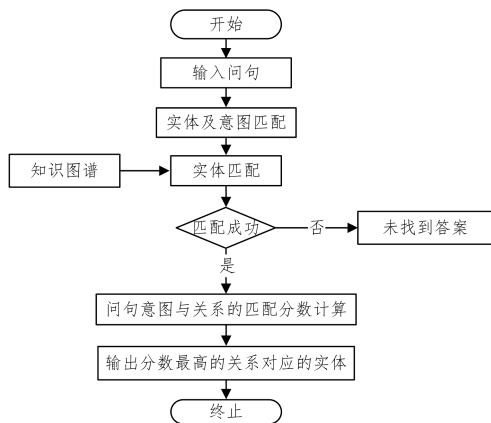 开始
输入问句
实体及意图匹配
知识图谱
实体匹配
匹配成功
否
未找到答案
是
问句意图与关系的匹配分数计算
输出分数最高的关系对应的实体
终止